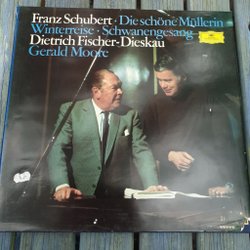 Franz Schubert · Die schöne Müllerin
Winterreise · Schwanengesang
Dietrich Fischer-Dieskau
Gerald Moore